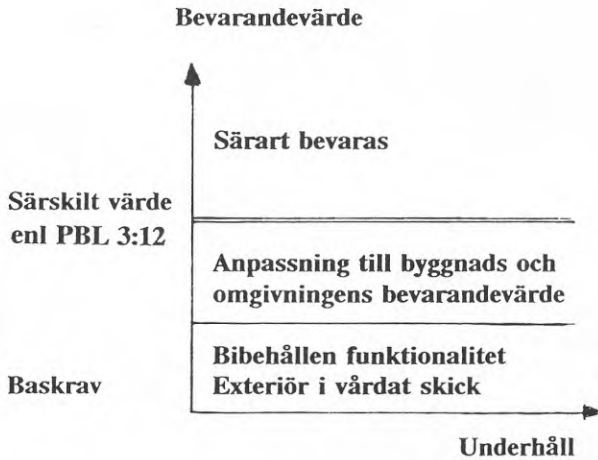 Bevarandevärde
Särart bevaras
Särskilt värde
enl PBL 3:12
Anpassning till byggnads och
omgivningens bevarandevärde
Bibehållen funktionalitet
Baskrav
Exteriör i vårdat skick
Underhåll